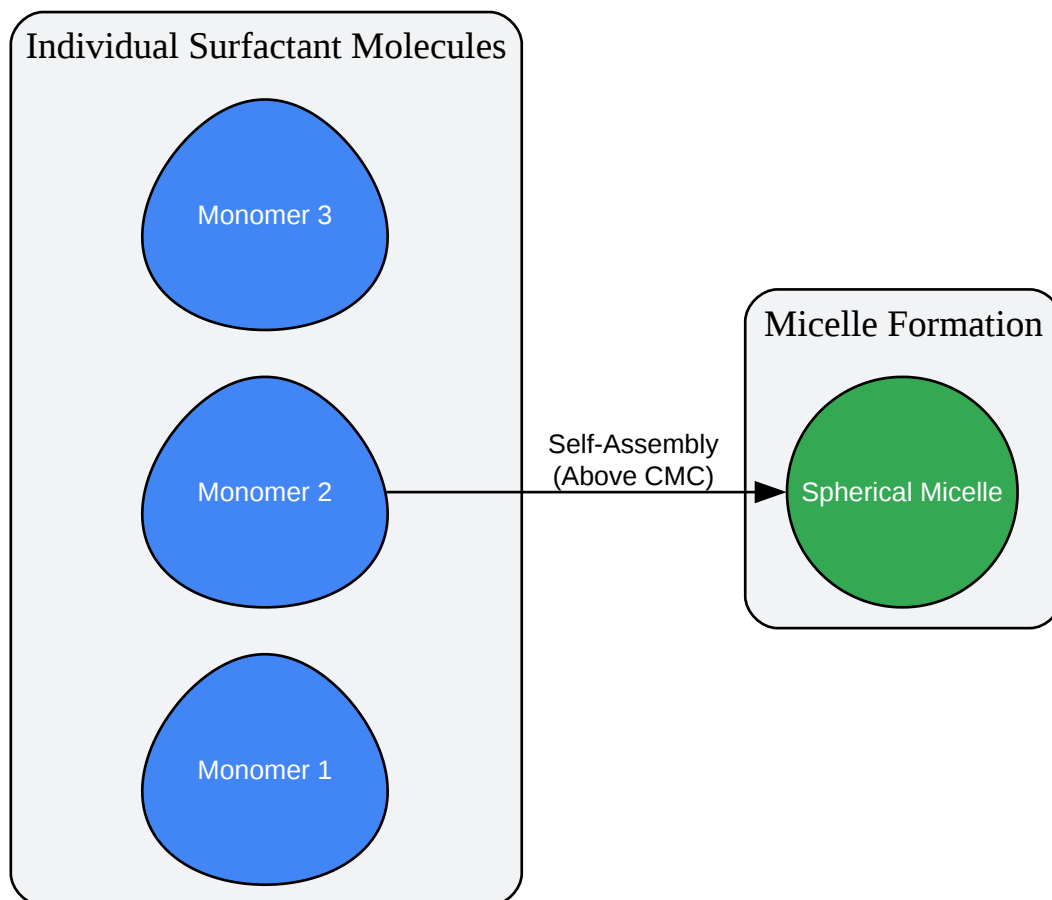 Individual Surfactant Molecules
Monomer 3
Monomer 2
Monomer 1
Self-Assembly
(Above CMC)
Micelle Formation
Spherical Micelle